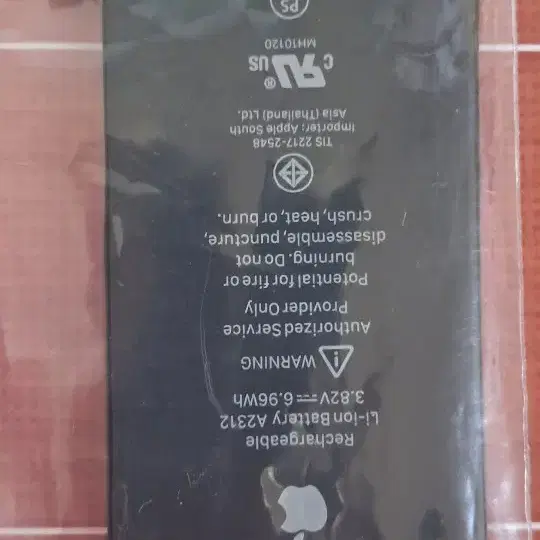 Rechargeable
Li-ion Battery A2312
3.82V⎓6.96Wh
WARNING
Authorized Service
Provider Only
Potential for fire or
burning. Do not
disassemble, puncture,
crush, heat, or burn.
TIS 2217-2548
Importer: Apple South
Asia (Thailand) Ltd.
c RU ® US
MH10120
PS